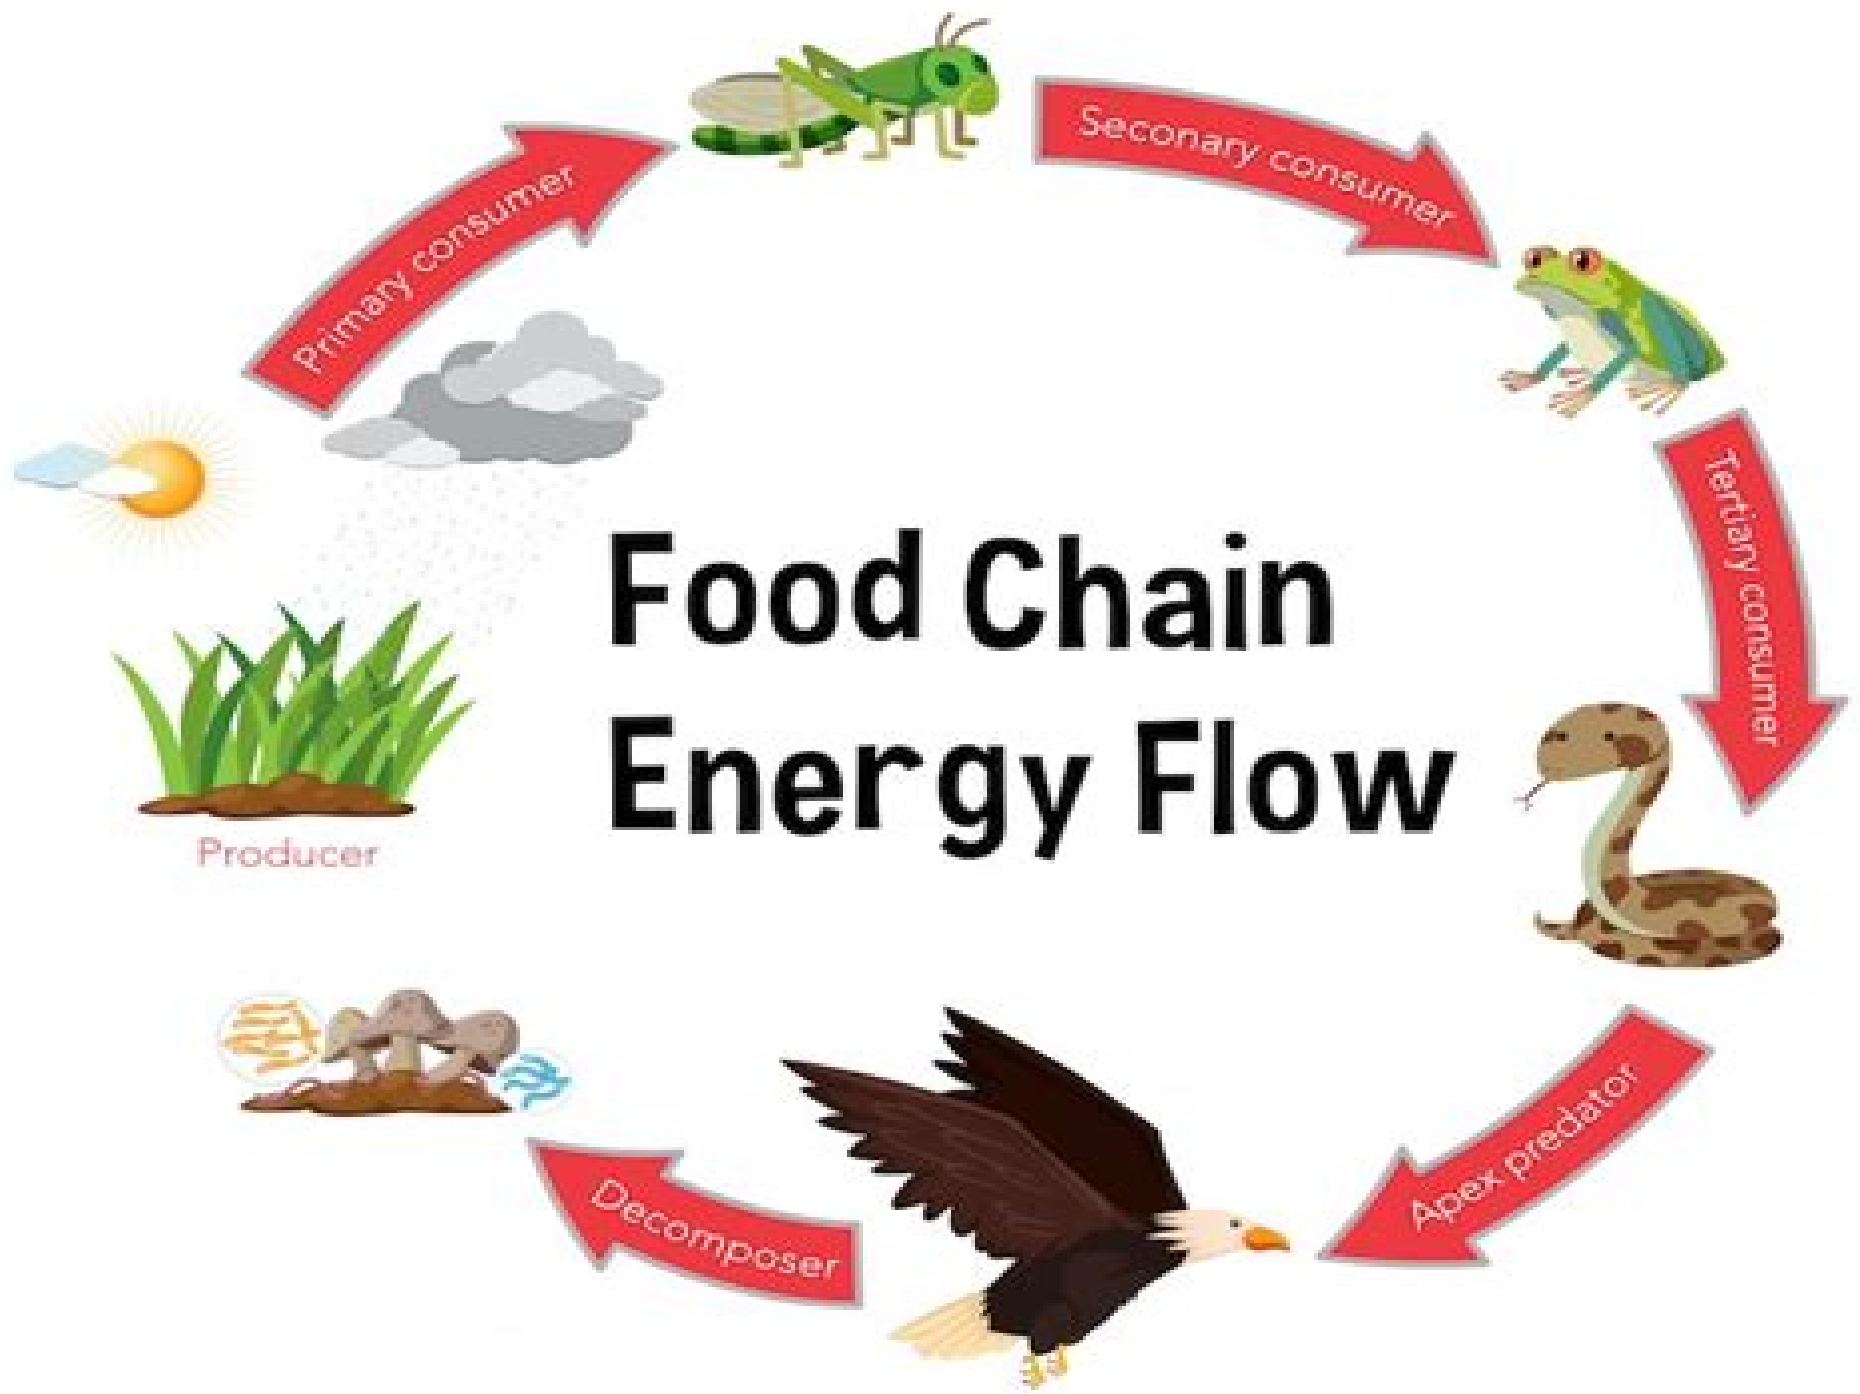 Primary consumer
Seconary consumer
Tertiary consumer
Food Chain
Energy Flow
Producer
Apex predator
Decomposer